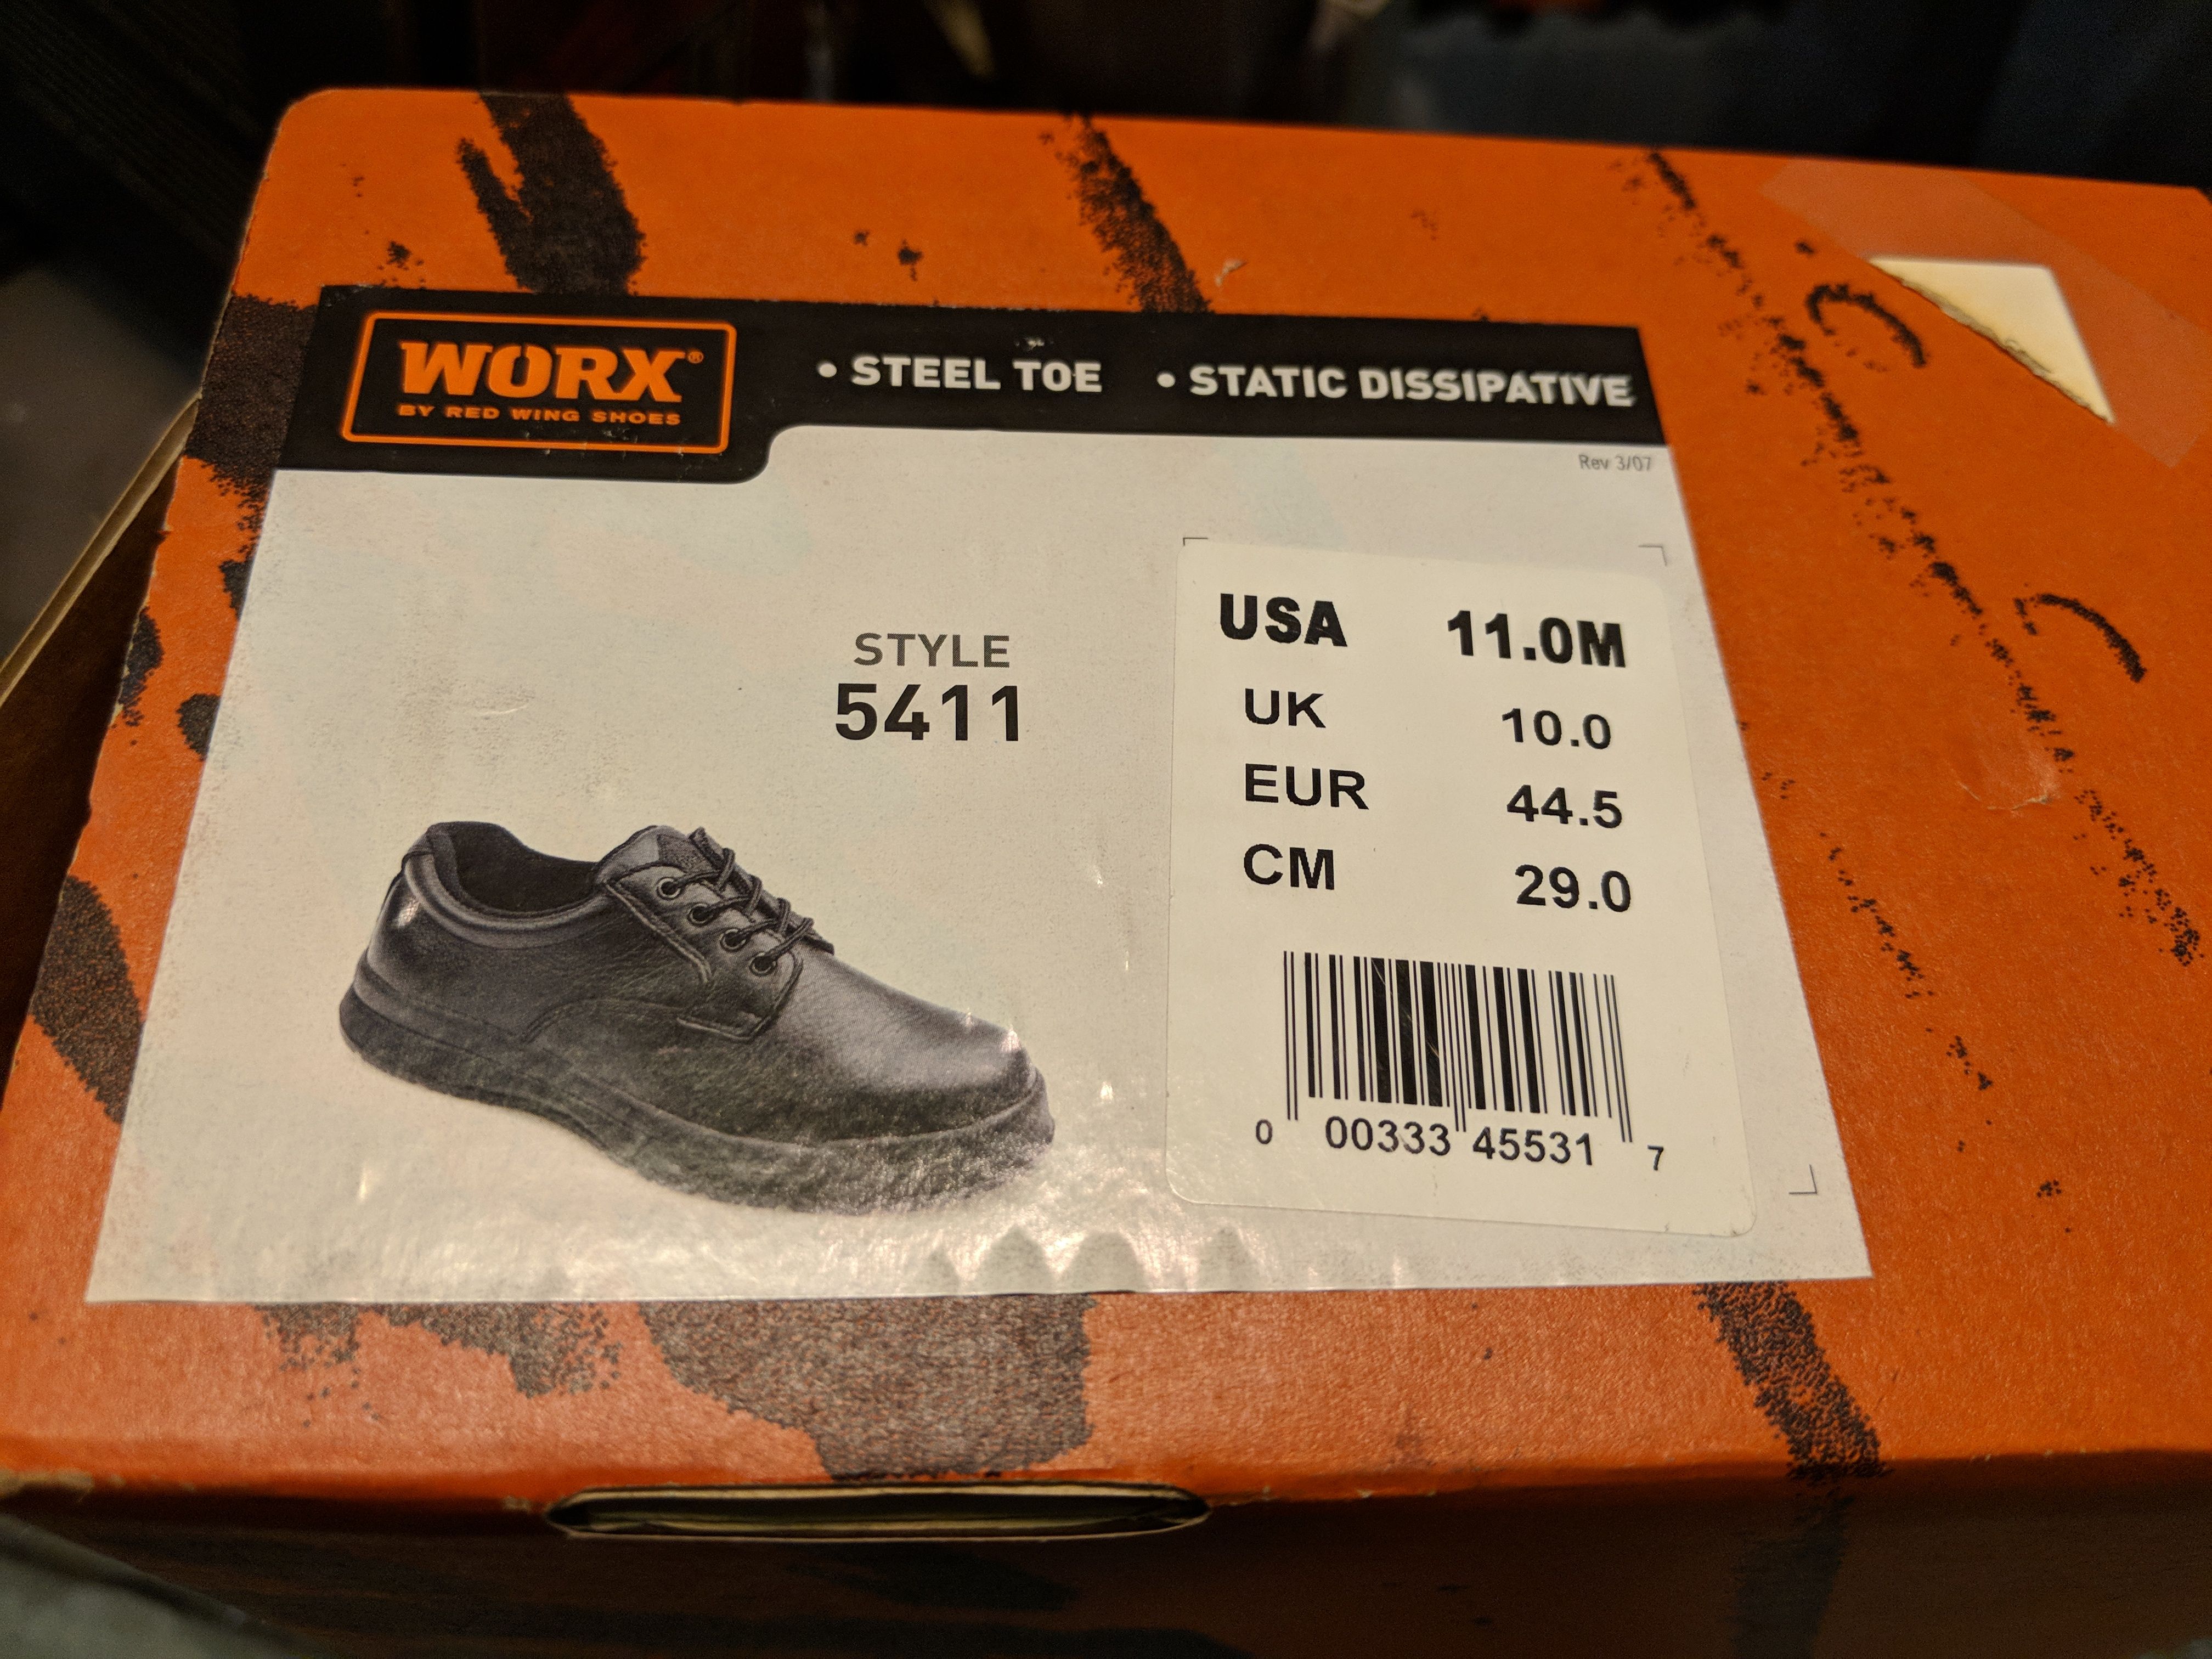 WORX®
BY RED WING SHOES
• STEEL TOE • STATIC DISSIPATIVE
Rev 3/07
STYLE
5411
USA 11.0M
UK 10.0
EUR 44.5
CM 29.0
0 00333 45531 7